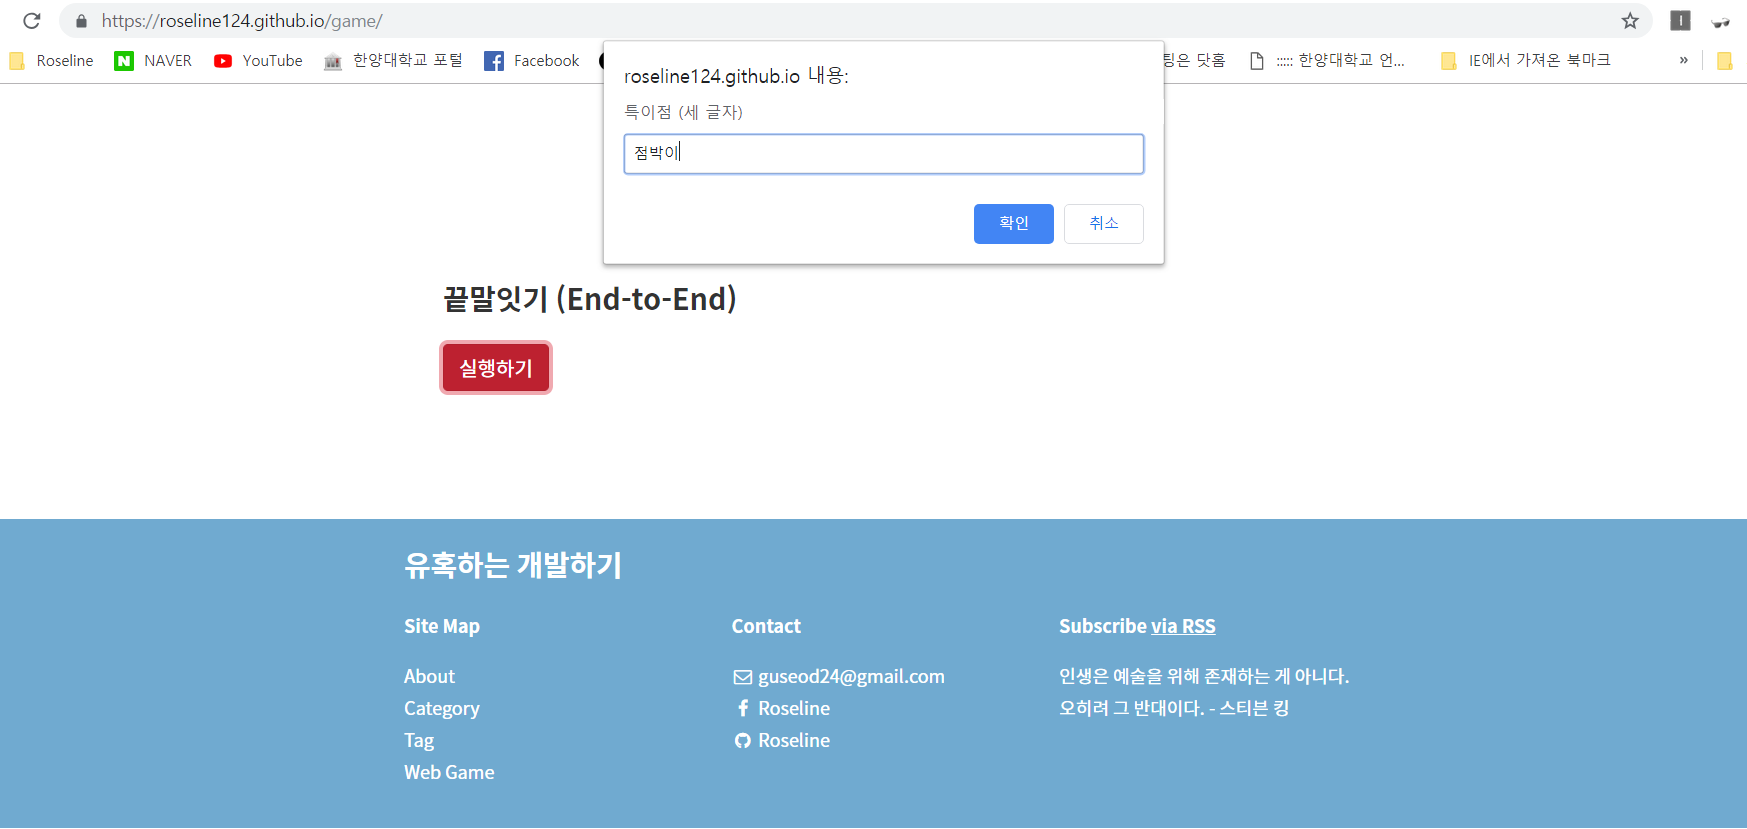 https://roseline124.github.io/game/
Roseline NAVER YouTube 한양대학교 포털 Facebook 팅은 닷홈 ::::: 한양대학교 언... IE에서 가져온 북마크 »
roseline124.github.io 내용:
특이점 (세 글자)
점박이
확인 취소
끝말잇기 (End-to-End)
실행하기
유혹하는 개발하기
Site Map
About
Category
Tag
Web Game
Contact
guseod24@gmail.com
Roseline
Roseline
Subscribe via RSS
인생은 예술을 위해 존재하는 게 아니다.
오히려 그 반대이다. - 스티븐 킹